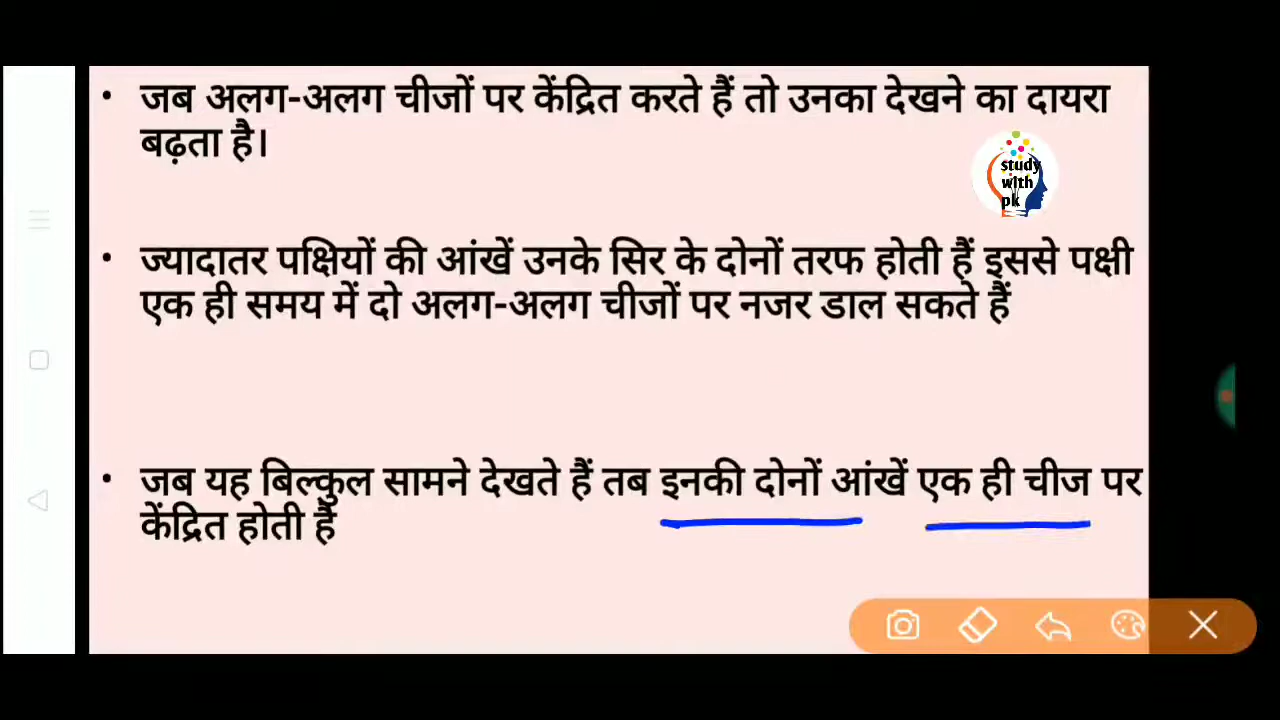 • जब अलग-अलग चीजों पर केंद्रित करते हैं तो उनका देखने का दायरा
बढ़ता है।
study
with
pk
• ज्यादातर पक्षियों की आंखें उनके सिर के दोनों तरफ होती हैं इससे पक्षी
एक ही समय में दो अलग-अलग चीजों पर नजर डाल सकते हैं
• जब यह बिल्कुल सामने देखते हैं तब इनकी दोनों आंखें एक ही चीज पर
केंद्रित होती है